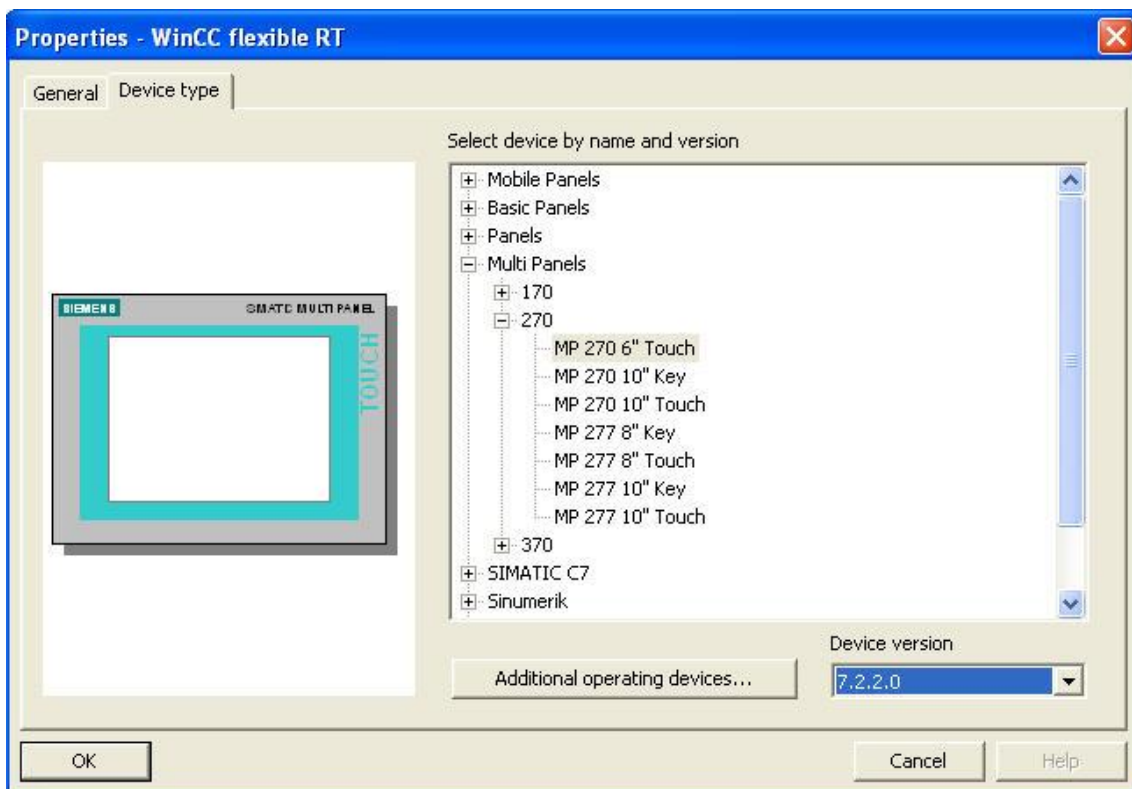 Properties - WinCC flexible RT
General
Device type
Select device by name and version
Mobile Panels
Basic Panels
Panels
Multi Panels
170
270
MP 270 6" Touch
MP 270 10" Key
MP 270 10" Touch
MP 277 8" Key
MP 277 8" Touch
MP 277 10" Key
MP 277 10" Touch
370
SIMATIC C7
Sinumerik
SIEMENS
SIMATIC MULTI PANEL
TOUCH
Additional operating devices...
Device version
7.2.2.0
OK
Cancel
Help